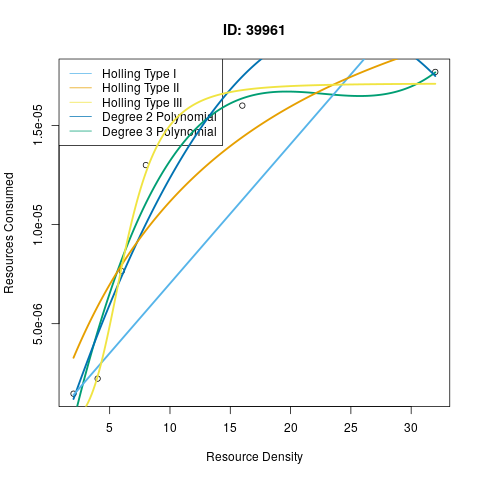 ID: 39961
Holling Type I
Holling Type II
Holling Type III
Degree 2 Polynomial
Degree 3 Polynomial
Resources Consumed
5.0e-06
1.0e-05
1.5e-05
5 10 15 20 25 30
Resource Density